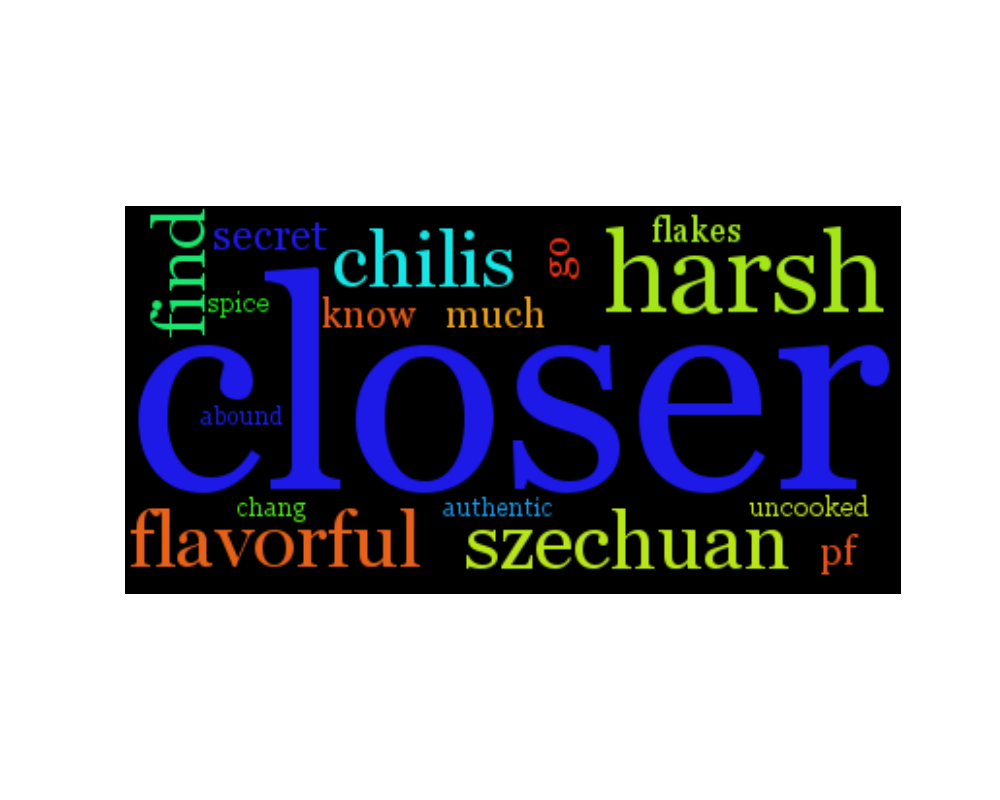 find
secret
chilis
go
flakes
harsh
spice
know
much
closer
abound
chang
authentic
uncooked
flavorful
szechuan
pf